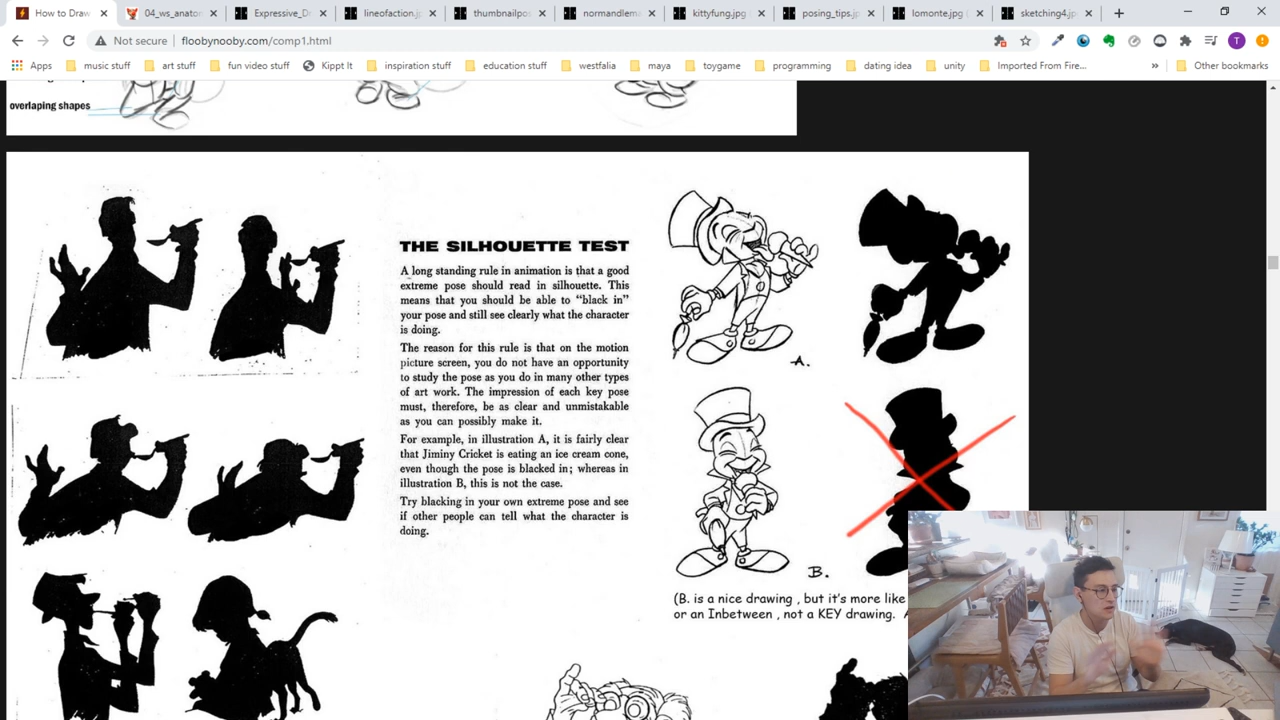 How to Draw
04_ws_anaton
Expressive_Dr
lineofaction.jp
thumbnailpos
normandlema
kittyfung.jpg
posing_tips.jp
lomonte.jpg (
sketching4.jp
Not secure
floobynooby.com/comp1.html
T
Apps
music stuff
art stuff
fun video stuff
Kippt It
inspiration stuff
education stuff
westfalia
maya
toygame
programming
dating idea
unity
Imported From Fire...
»
Other bookmarks
overlaping shapes
THE SILHOUETTE TEST
A long standing rule in animation is that a good
extreme pose should read in silhouette. This
means that you should be able to “black in”
your pose and still see clearly what the character
is doing.
The reason for this rule is that on the motion
picture screen, you do not have an opportunity
to study the pose as you do in many other types
of art work. The impression of each key pose
must, therefore, be as clear and unmistakable
as you can possibly make it.
For example, in illustration A, it is fairly clear
that Jiminy Cricket is eating an ice cream cone,
even though the pose is blacked in; whereas in
illustration B, this is not the case.
Try blacking in your own extreme pose and see
if other people can tell what the character is
doing.
A.
B.
(B. is a nice drawing , but it's more like
or an Inbetween , not a KEY drawing. A